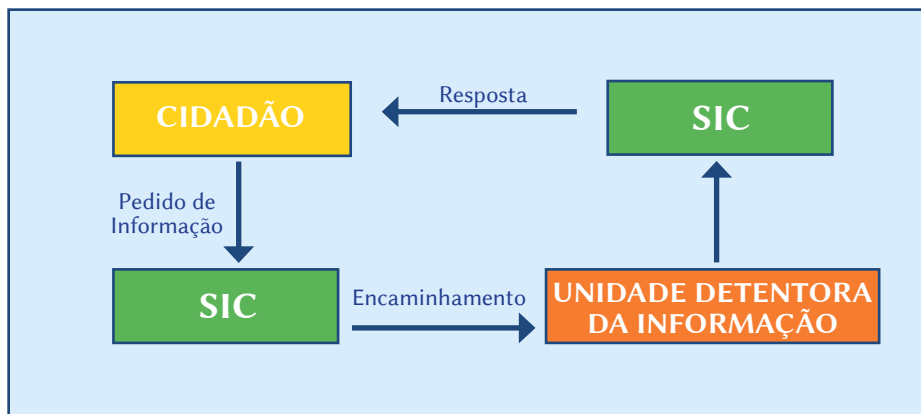 CIDADÃO
Resposta
SIC
Pedido de
Informação
SIC
Encaminhamento
UNIDADE DETENTORA
DA INFORMAÇÃO